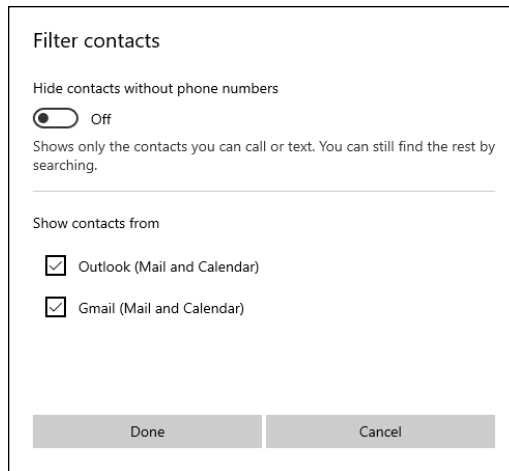 Filter contacts
Hide contacts without phone numbers
Off
Shows only the contacts you can call or text. You can still find the rest by
searching.
Show contacts from
Outlook (Mail and Calendar)
Gmail (Mail and Calendar)
Done
Cancel